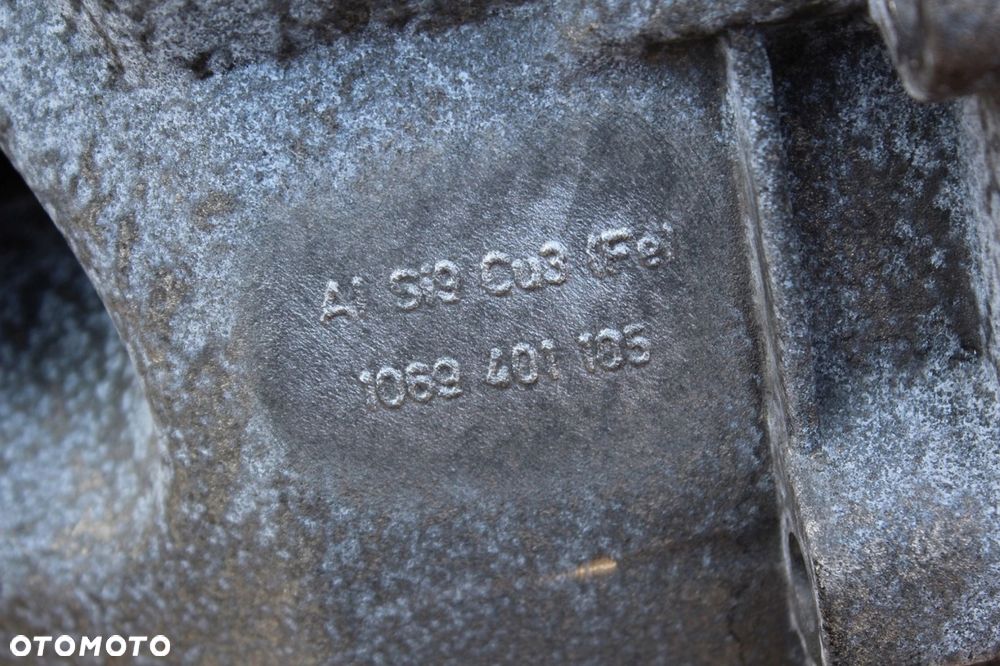 Al Si9 Cu3 (Fe)
1069 401 105
OTOMOTO